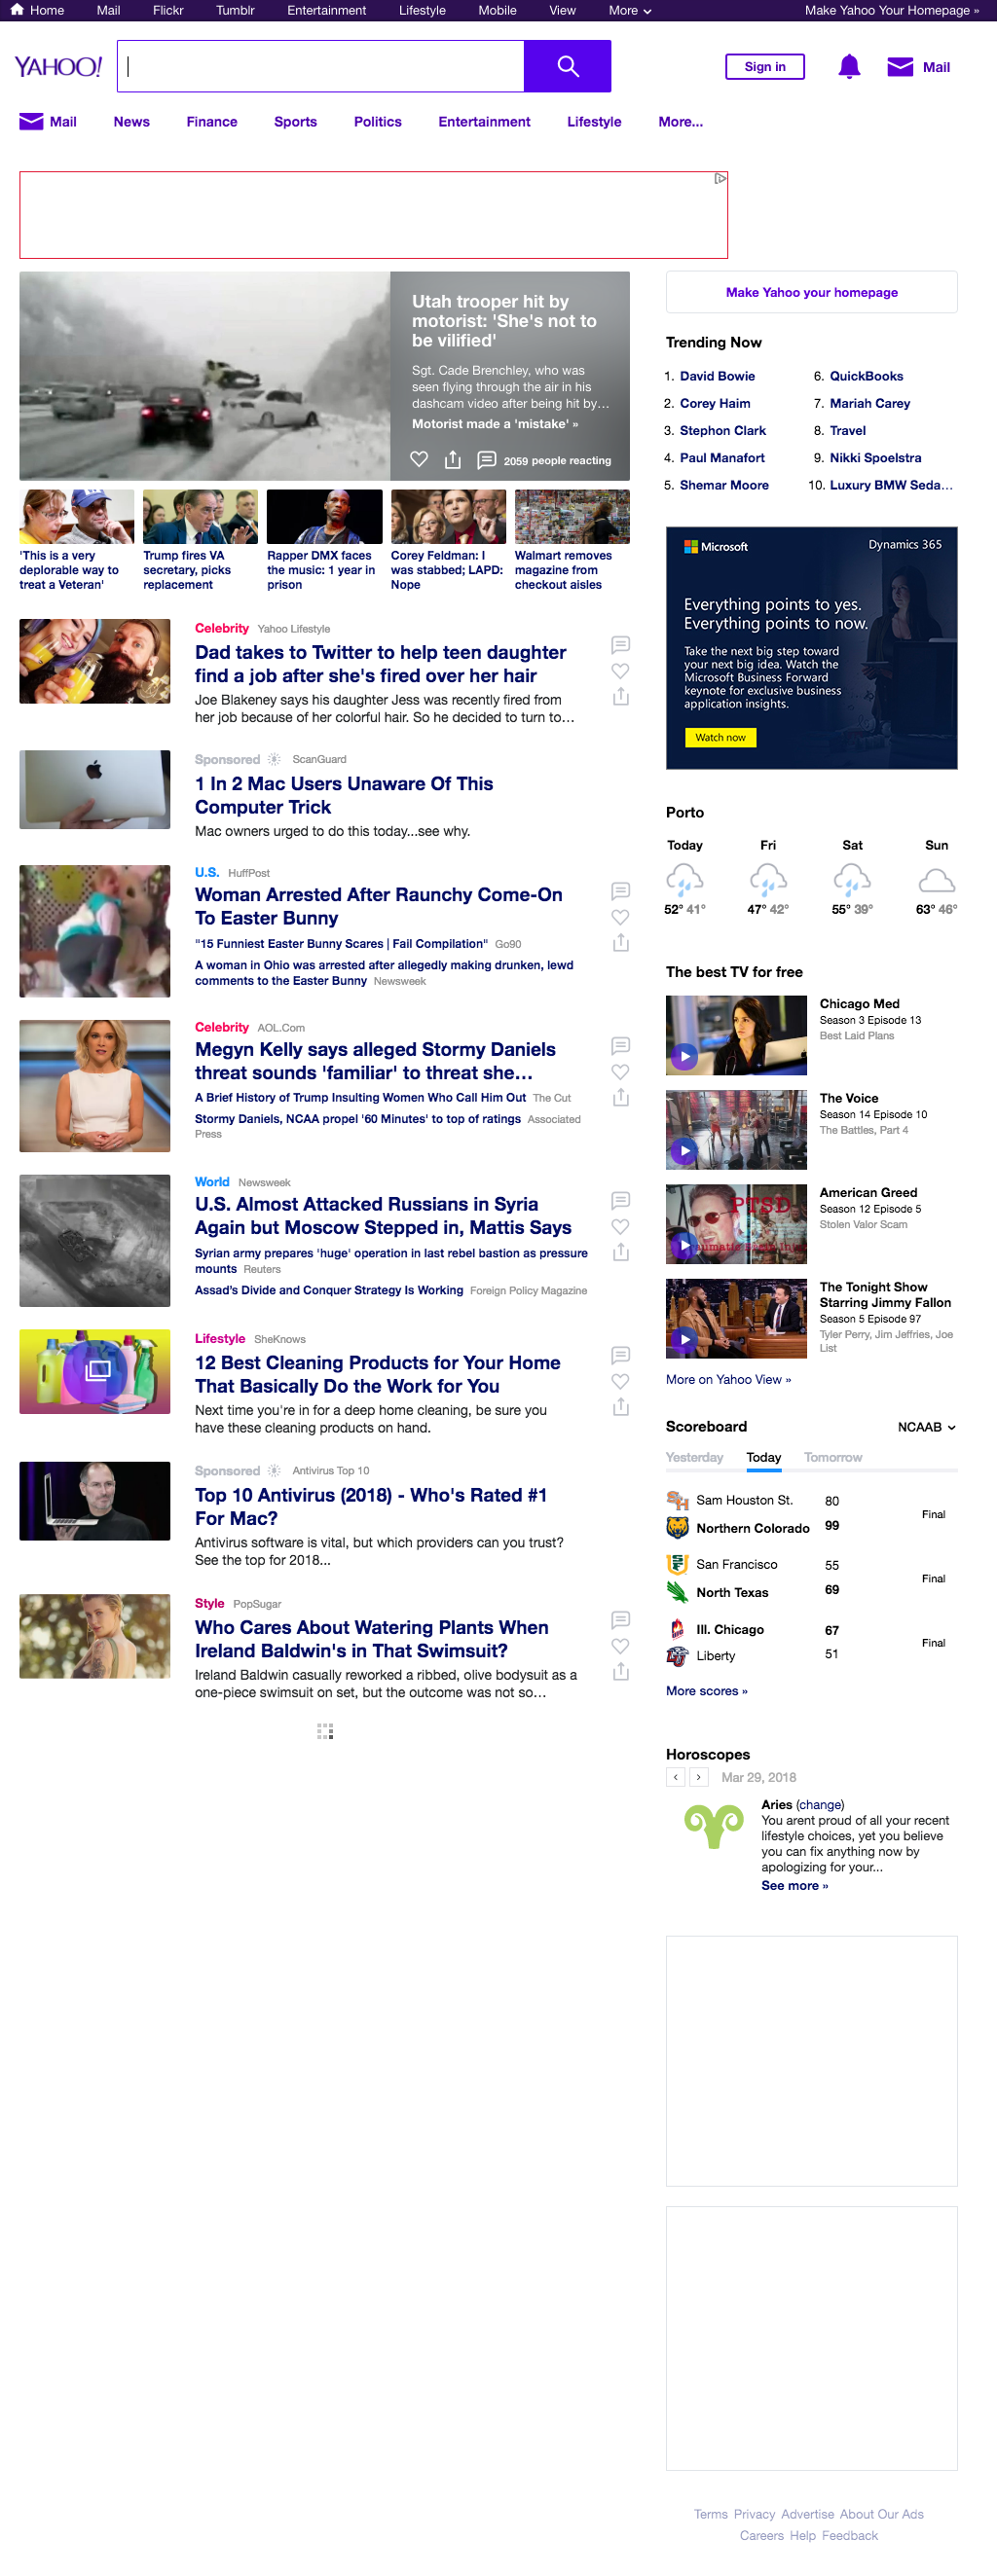 Home Mail Flickr Tumblr Entertainment Lifestyle Mobile View More Make Yahoo Your Homepage »
YAHOO!
Sign in
Mail
Mail News Finance Sports Politics Entertainment Lifestyle More...
Utah trooper hit by
motorist: 'She's not to
be vilified'
Sgt. Cade Brenchley, who was
seen flying through the air in his
dashcam video after being hit by…
Motorist made a 'mistake' »
2059 people reacting
'This is a very
deplorable way to
treat a Veteran'
Trump fires VA
secretary, picks
replacement
Rapper DMX faces
the music: 1 year in
prison
Corey Feldman: I
was stabbed; LAPD:
Nope
Walmart removes
magazine from
checkout aisles
Celebrity Yahoo Lifestyle
Dad takes to Twitter to help teen daughter
find a job after she's fired over her hair
Joe Blakeney says his daughter Jess was recently fired from
her job because of her colorful hair. So he decided to turn to…
Sponsored ScanGuard
1 In 2 Mac Users Unaware Of This
Computer Trick
Mac owners urged to do this today...see why.
U.S. HuffPost
Woman Arrested After Raunchy Come-On
To Easter Bunny
"15 Funniest Easter Bunny Scares | Fail Compilation" Go90
A woman in Ohio was arrested after allegedly making drunken, lewd
comments to the Easter Bunny Newsweek
Celebrity AOL.Com
Megyn Kelly says alleged Stormy Daniels
threat sounds 'familiar' to threat she…
A Brief History of Trump Insulting Women Who Call Him Out The Cut
Stormy Daniels, NCAA propel '60 Minutes' to top of ratings Associated
Press
World Newsweek
U.S. Almost Attacked Russians in Syria
Again but Moscow Stepped in, Mattis Says
Syrian army prepares 'huge' operation in last rebel bastion as pressure
mounts Reuters
Assad's Divide and Conquer Strategy Is Working Foreign Policy Magazine
Lifestyle SheKnows
12 Best Cleaning Products for Your Home
That Basically Do the Work for You
Next time you're in for a deep home cleaning, be sure you
have these cleaning products on hand.
Sponsored Antivirus Top 10
Top 10 Antivirus (2018) - Who's Rated #1
For Mac?
Antivirus software is vital, but which providers can you trust?
See the top for 2018...
Style PopSugar
Who Cares About Watering Plants When
Ireland Baldwin's in That Swimsuit?
Ireland Baldwin casually reworked a ribbed, olive bodysuit as a
one-piece swimsuit on set, but the outcome was not so…
Make Yahoo your homepage
Trending Now
1. David Bowie
2. Corey Haim
3. Stephon Clark
4. Paul Manafort
5. Shemar Moore
6. QuickBooks
7. Mariah Carey
8. Travel
9. Nikki Spoelstra
10. Luxury BMW Seda…
Microsoft
Dynamics 365
Everything points to yes.
Everything points to now.
Take the next big step toward
your next big idea. Watch the
Microsoft Business Forward
keynote for exclusive business
application insights.
Watch now
Porto
Today Fri Sat Sun
52° 41° 47° 42° 55° 39° 63° 46°
The best TV for free
Chicago Med
Season 3 Episode 13
Best Laid Plans
The Voice
Season 14 Episode 10
The Battles, Part 4
PTSD
American Greed
Season 12 Episode 5
Stolen Valor Scam
The Tonight Show
Starring Jimmy Fallon
Season 5 Episode 97
Tyler Perry, Jim Jeffries, Joe
List
More on Yahoo View »
Scoreboard NCAAB
Yesterday Today Tomorrow
Sam Houston St. 80
Final
Northern Colorado 99
San Francisco 55
Final
North Texas 69
Ill. Chicago 67
Final
Liberty 51
More scores »
Horoscopes
‹ › Mar 29, 2018
Aries (change)
You arent proud of all your recent
lifestyle choices, yet you believe
you can fix anything now by
apologizing for your...
See more »
Terms Privacy Advertise About Our Ads
Careers Help Feedback